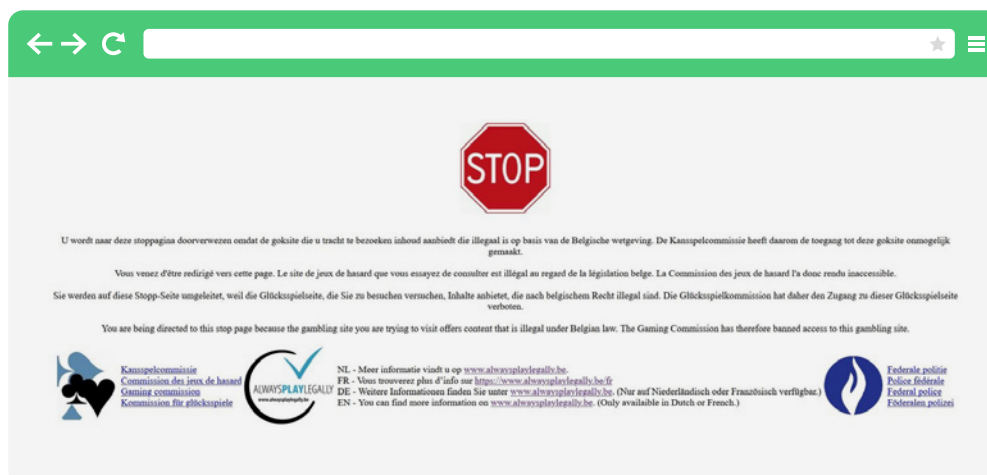 STOP
U wordt naar deze stoppagina doorverwezen omdat de goksite die u tracht te bezoeken inhoud aanbiedt die illegaal is op basis van de Belgische wetgeving. De Kansspelcommissie heeft daarom de toegang tot deze goksite onmogelijk
gemaakt.
Vous venez d'être redirigé vers cette page. Le site de jeux de hasard que vous essayez de consulter est illégal au regard de la législation belge. La Commission des jeux de hasard l'a donc rendu inaccessible.
Sie werden auf diese Stopp-Seite umgeleitet, weil die Glücksspielseite, die Sie zu besuchen versuchen, Inhalte anbietet, die nach belgischem Recht illegal sind. Die Glücksspielkommission hat daher den Zugang zu dieser Glücksspielseite
verboten.
You are being directed to this stop page because the gambling site you are trying to visit offers content that is illegal under Belgian law. The Gaming Commission has therefore banned access to this gambling site.
Kansspelcommissie
Commission des jeux de hasard
Gaming commission
Kommission für glücksspiele
ALWAYSPLAYLEGALLY
www.alwaysplaylegally.be
NL - Meer informatie vindt u op www.alwaysplaylegally.be.
FR - Vous trouverez plus d'info sur https://www.alwaysplaylegally.be/fr
DE - Weitere Informationen finden Sie unter www.alwaysplaylegally.be. (Nur auf Niederländisch oder Französisch verfügbar.)
EN - You can find more information on www.alwaysplaylegally.be. (Only availaible in Dutch or French.)
Federale politie
Police fédérale
Federal police
Föderalen polizei